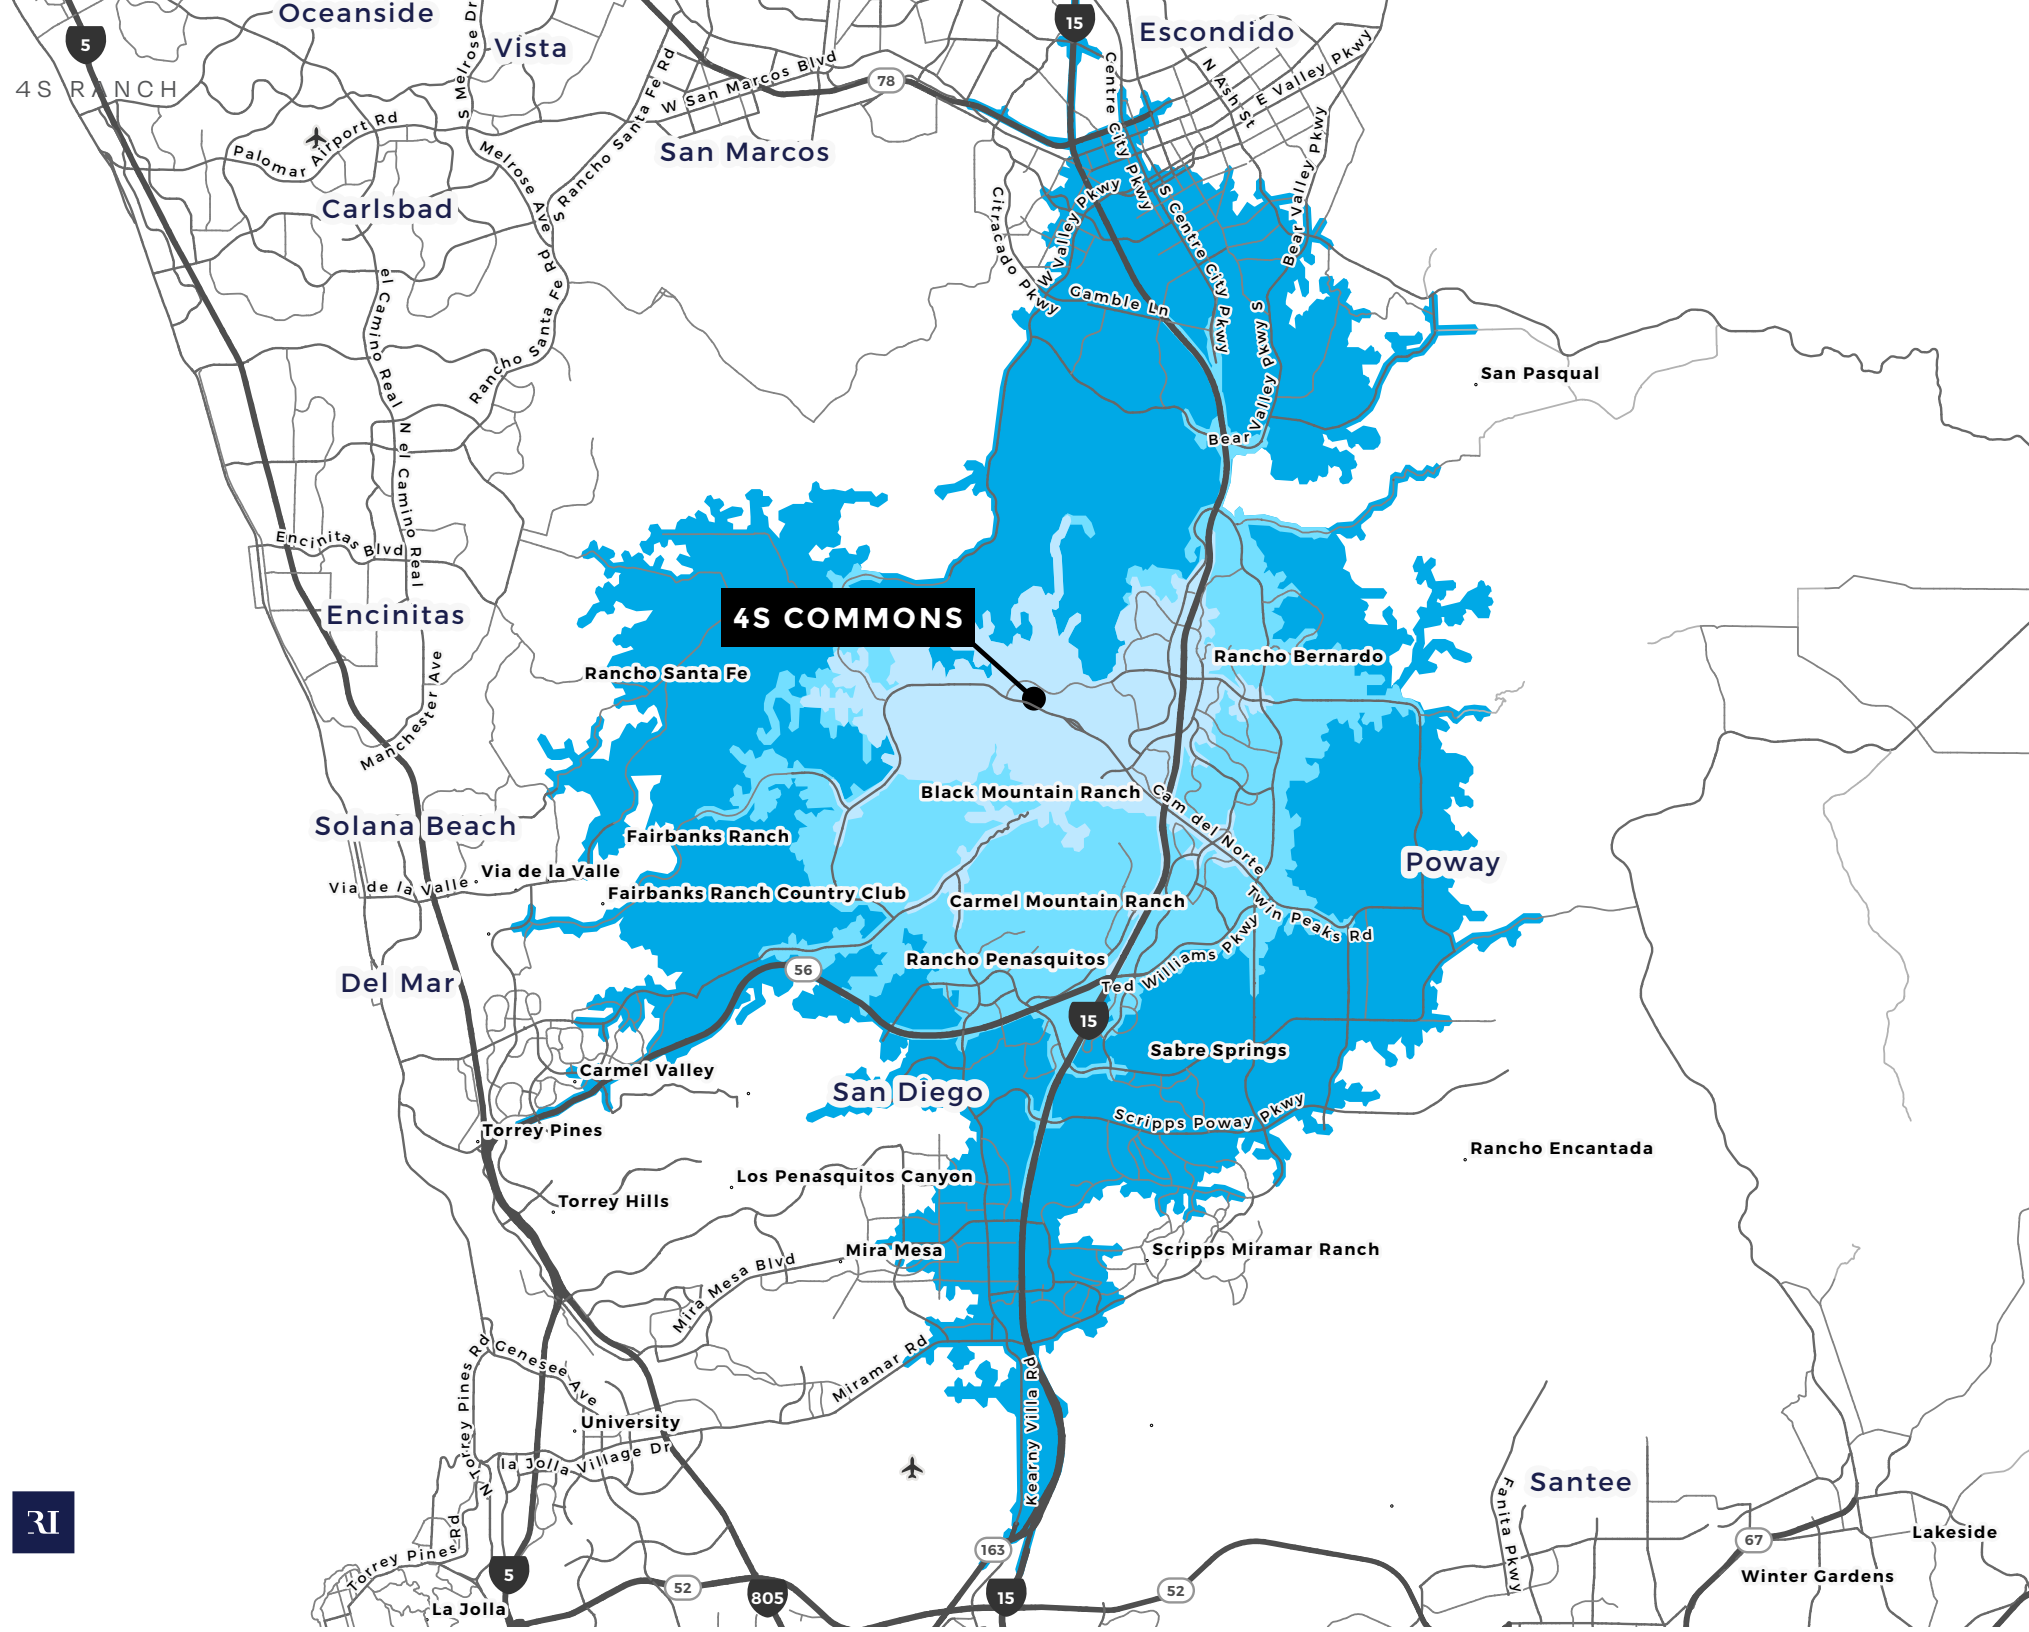 Oceanside
15
Escondido
5
Vista
4S RANCH
S Melrose Dr
W San Marcos Blvd
78
Centre City Pkwy
N Ash St
E Valley Pkwy
Palomar Airport Rd
San Marcos
Melrose Ave
S Rancho Santa Fe Rd
Bear Valley Pkwy
Carlsbad
Citracado Pkwy
W Valley Pkwy
S Centre City Pkwy
Rancho Santa Fe Rd
el Camino Real
Gamble Ln
S
Bear Valley Pkwy
San Pasqual
N el Camino Real
Encinitas Blvd
Encinitas
4S COMMONS
Rancho Bernardo
Rancho Santa Fe
Manchester Ave
Black Mountain Ranch
Cam del Norte
Solana Beach
Fairbanks Ranch
Poway
Via de la Valle
Via de la Valle
Fairbanks Ranch Country Club
Carmel Mountain Ranch
Twin Peaks Rd
Rancho Penasquitos
56
Del Mar
Ted Williams Pkwy
15
Sabre Springs
Carmel Valley
San Diego
Scripps Poway Pkwy
Torrey Pines
Rancho Encantada
Los Penasquitos Canyon
Torrey Hills
Mira Mesa
Scripps Miramar Ranch
Mira Mesa Blvd
Genesee Ave
Miramar Rd
N Torrey Pines Rd
Kearny Villa Rd
University
la Jolla Village Dr
Santee
Fanita Pkwy
RI
Torrey Pines Rd
163
67
Lakeside
5
52
805
15
52
Winter Gardens
La Jolla